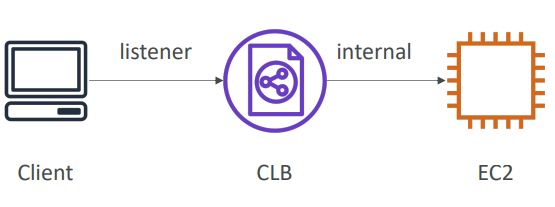 listener
internal
Client
CLB
EC2